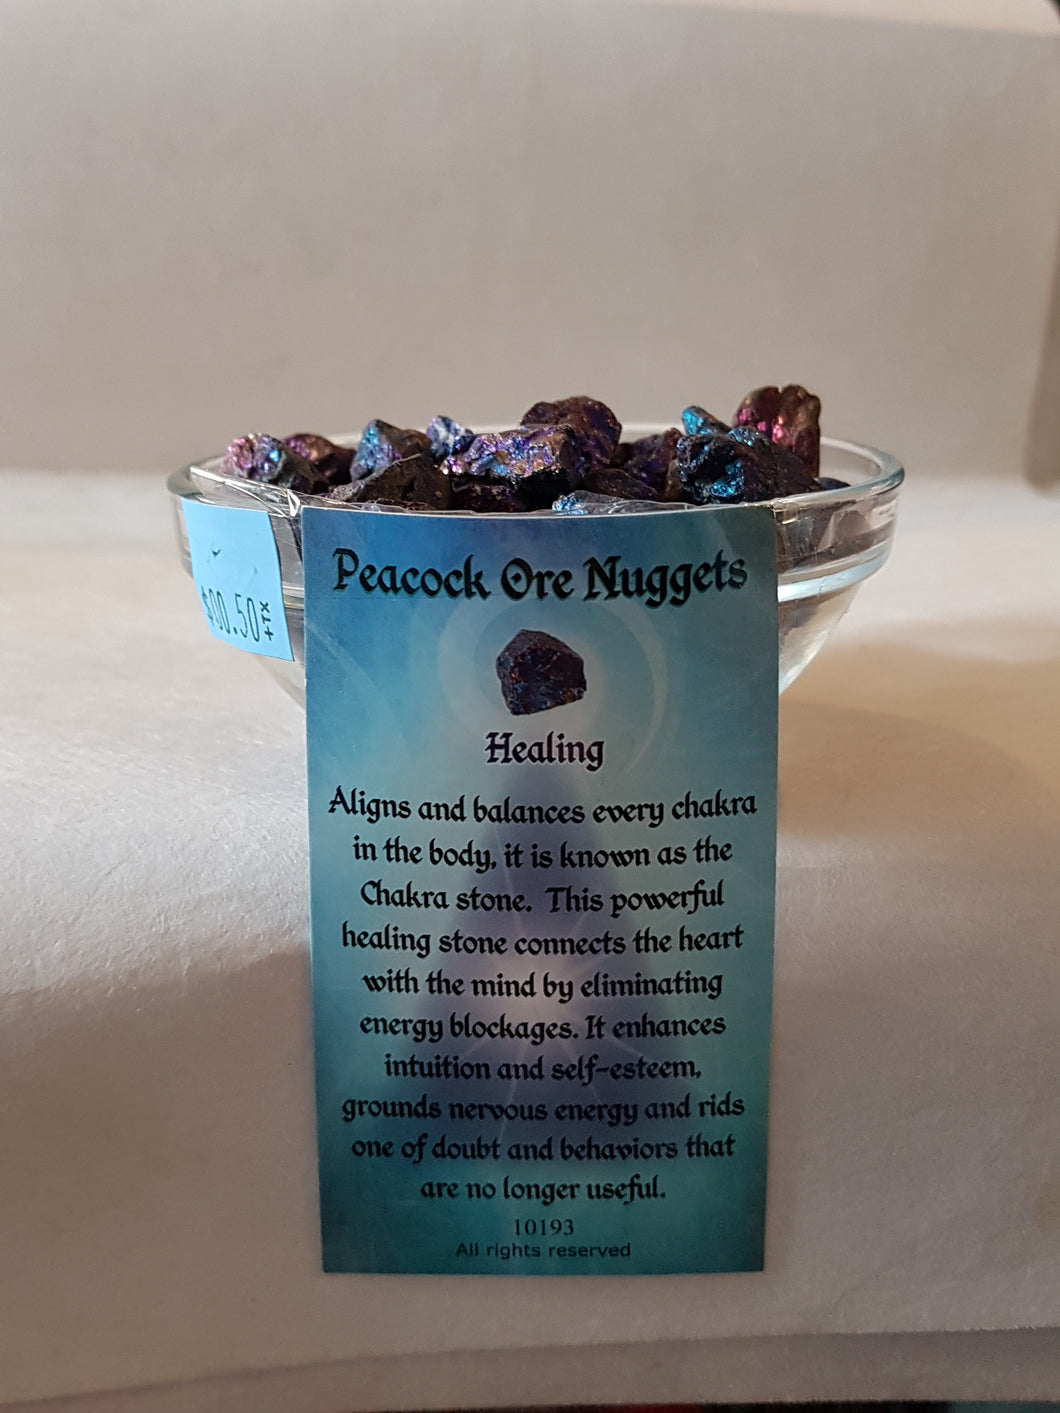 Peacock Ore Nuggets
$00.50
+tx
Healing
Aligns and balances every chakra
in the body, it is known as the
Chakra stone. This powerful
healing stone connects the heart
with the mind by eliminating
energy blockages. It enhances
intuition and self-esteem,
grounds nervous energy and rids
one of doubt and behaviors that
are no longer useful.
10193
All rights reserved